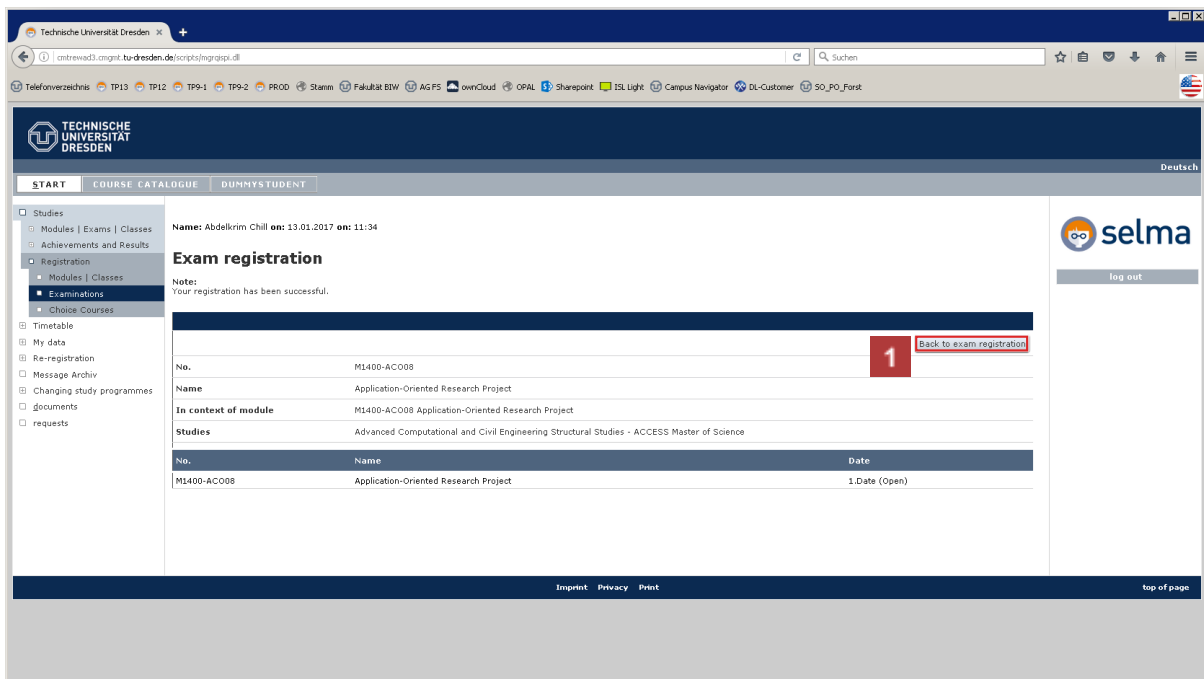 Technische Universität Dresden × +
cmtrewad3.cmgmt.tu-dresden.de/scripts/mgrqispi.dll
Suchen
Telefonverzeichnis TP13 TP12 TP9-1 TP9-2 PROD Stamm Fakultät BIW AG FS ownCloud OPAL Sharepoint ISL Light Campus Navigator DL-Customer SO_PO_Forst
TECHNISCHE
UNIVERSITÄT
DRESDEN
Deutsch
START COURSE CATALOGUE DUMMYSTUDENT
Studies
Modules | Exams | Classes
Achievements and Results
Registration
Modules | Classes
Examinations
Choice Courses
Timetable
My data
Re-registration
Message Archiv
Changing study programmes
documents
requests
Name: Abdelkrim Chill on: 13.01.2017 on: 11:34
Exam registration
Note:
Your registration has been successful.
1 Back to exam registration
No. M1400-ACO08
Name Application-Oriented Research Project
In context of module M1400-ACO08 Application-Oriented Research Project
Studies Advanced Computational and Civil Engineering Structural Studies - ACCESS Master of Science
No. Name Date
M1400-ACO08 Application-Oriented Research Project 1.Date (Open)
selma
log out
Imprint Privacy Print top of page